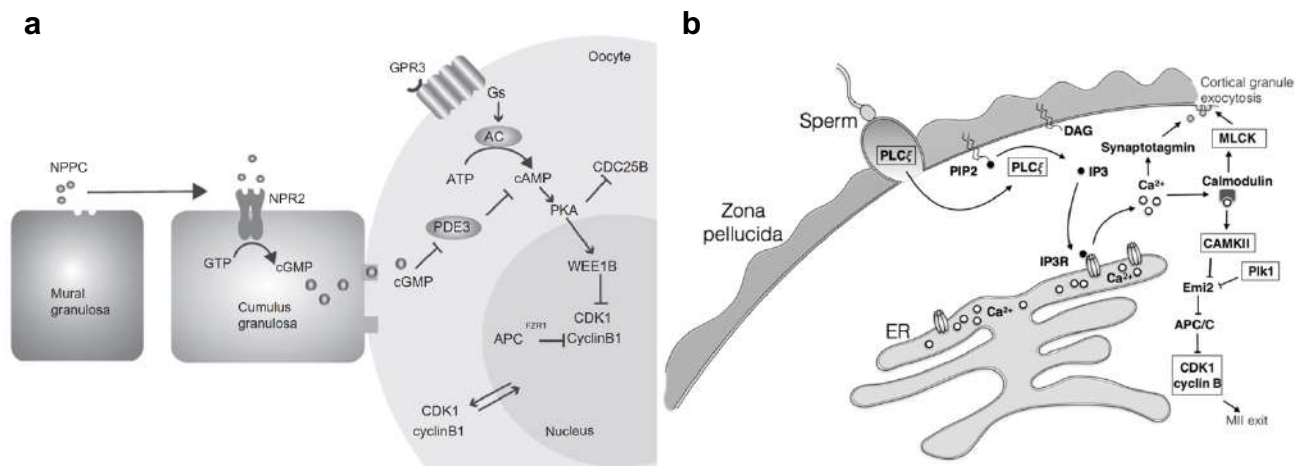 a
GPR3
Oocyte
Gs
AC
ATP
cAMP
CDC25B
NPPC
NPR2
PKA
PDE3
GTP
cGMP
cGMP
WEE1B
Mural
granulosa
Cumulus
granulosa
CDK1
CyclinB1
APC FZR1
CDK1
cyclinB1
Nucleus
b
Cortical granule
exocytosis
Sperm
DAG
PLCξ
PIP2
PLCξ
IP3
Synaptotagmin
MLCK
Ca2+
Calmodulin
Zona
pellucida
IP3R
CAMKII
Ca2+
Plk1
Emi2
Ca2+
ER
APC/C
CDK1
cyclin B
MII exit